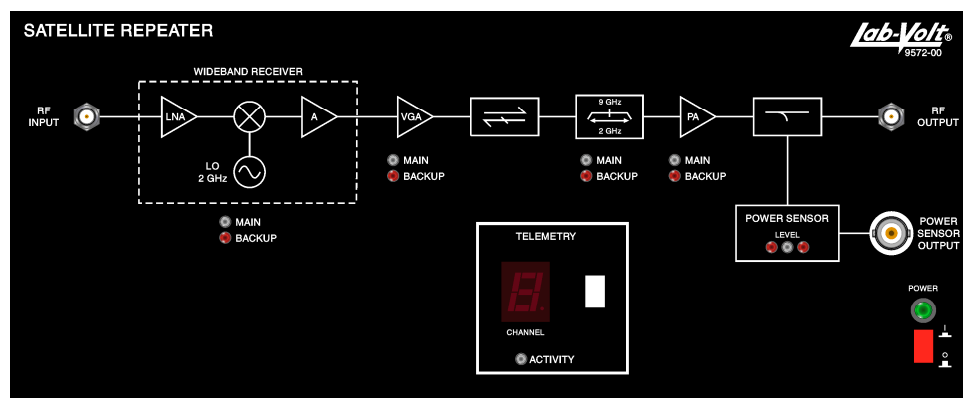 SATELLITE REPEATER
Lab-Volt®
9572-00
WIDEBAND RECEIVER
RF
INPUT
LNA
A
LO
2 GHz
MAIN
BACKUP
VGA
MAIN
BACKUP
9 GHz
2 GHz
MAIN
BACKUP
PA
MAIN
BACKUP
RF
OUTPUT
POWER SENSOR
LEVEL
POWER
SENSOR
OUTPUT
TELEMETRY
8
CHANNEL
ACTIVITY
POWER
I
O